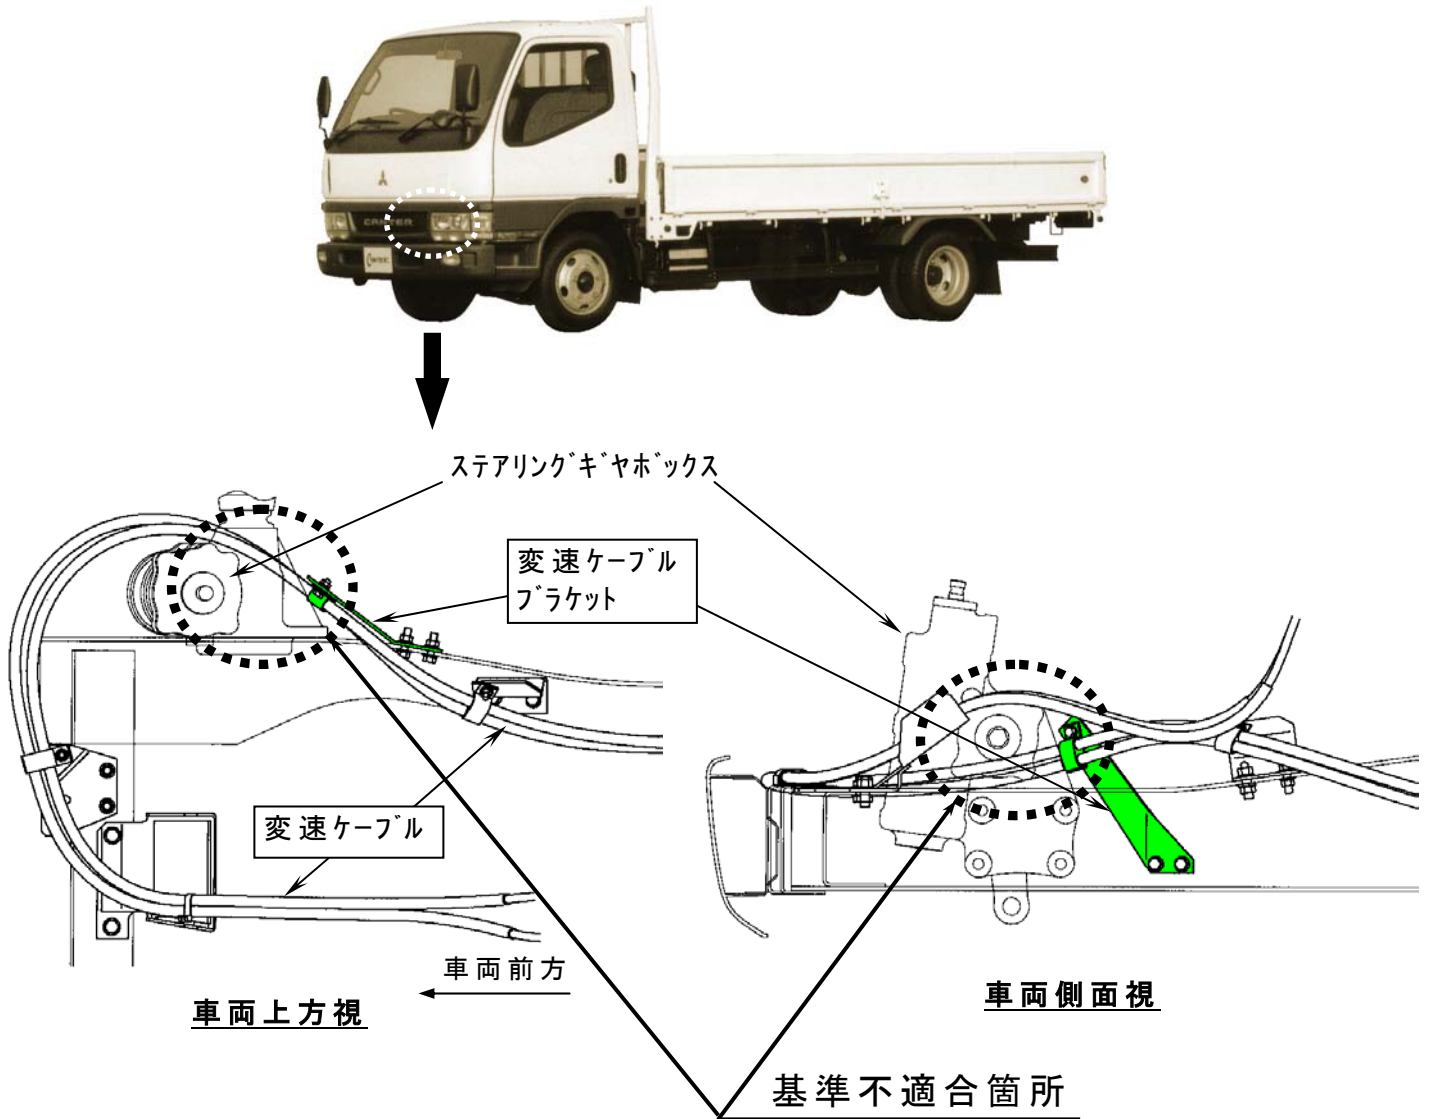 CANTER
ステアリングギヤボックス
変速ケーブル
ブラケット
変速ケーブル
車両前方
車両上方視
車両側面視
基準不適合箇所